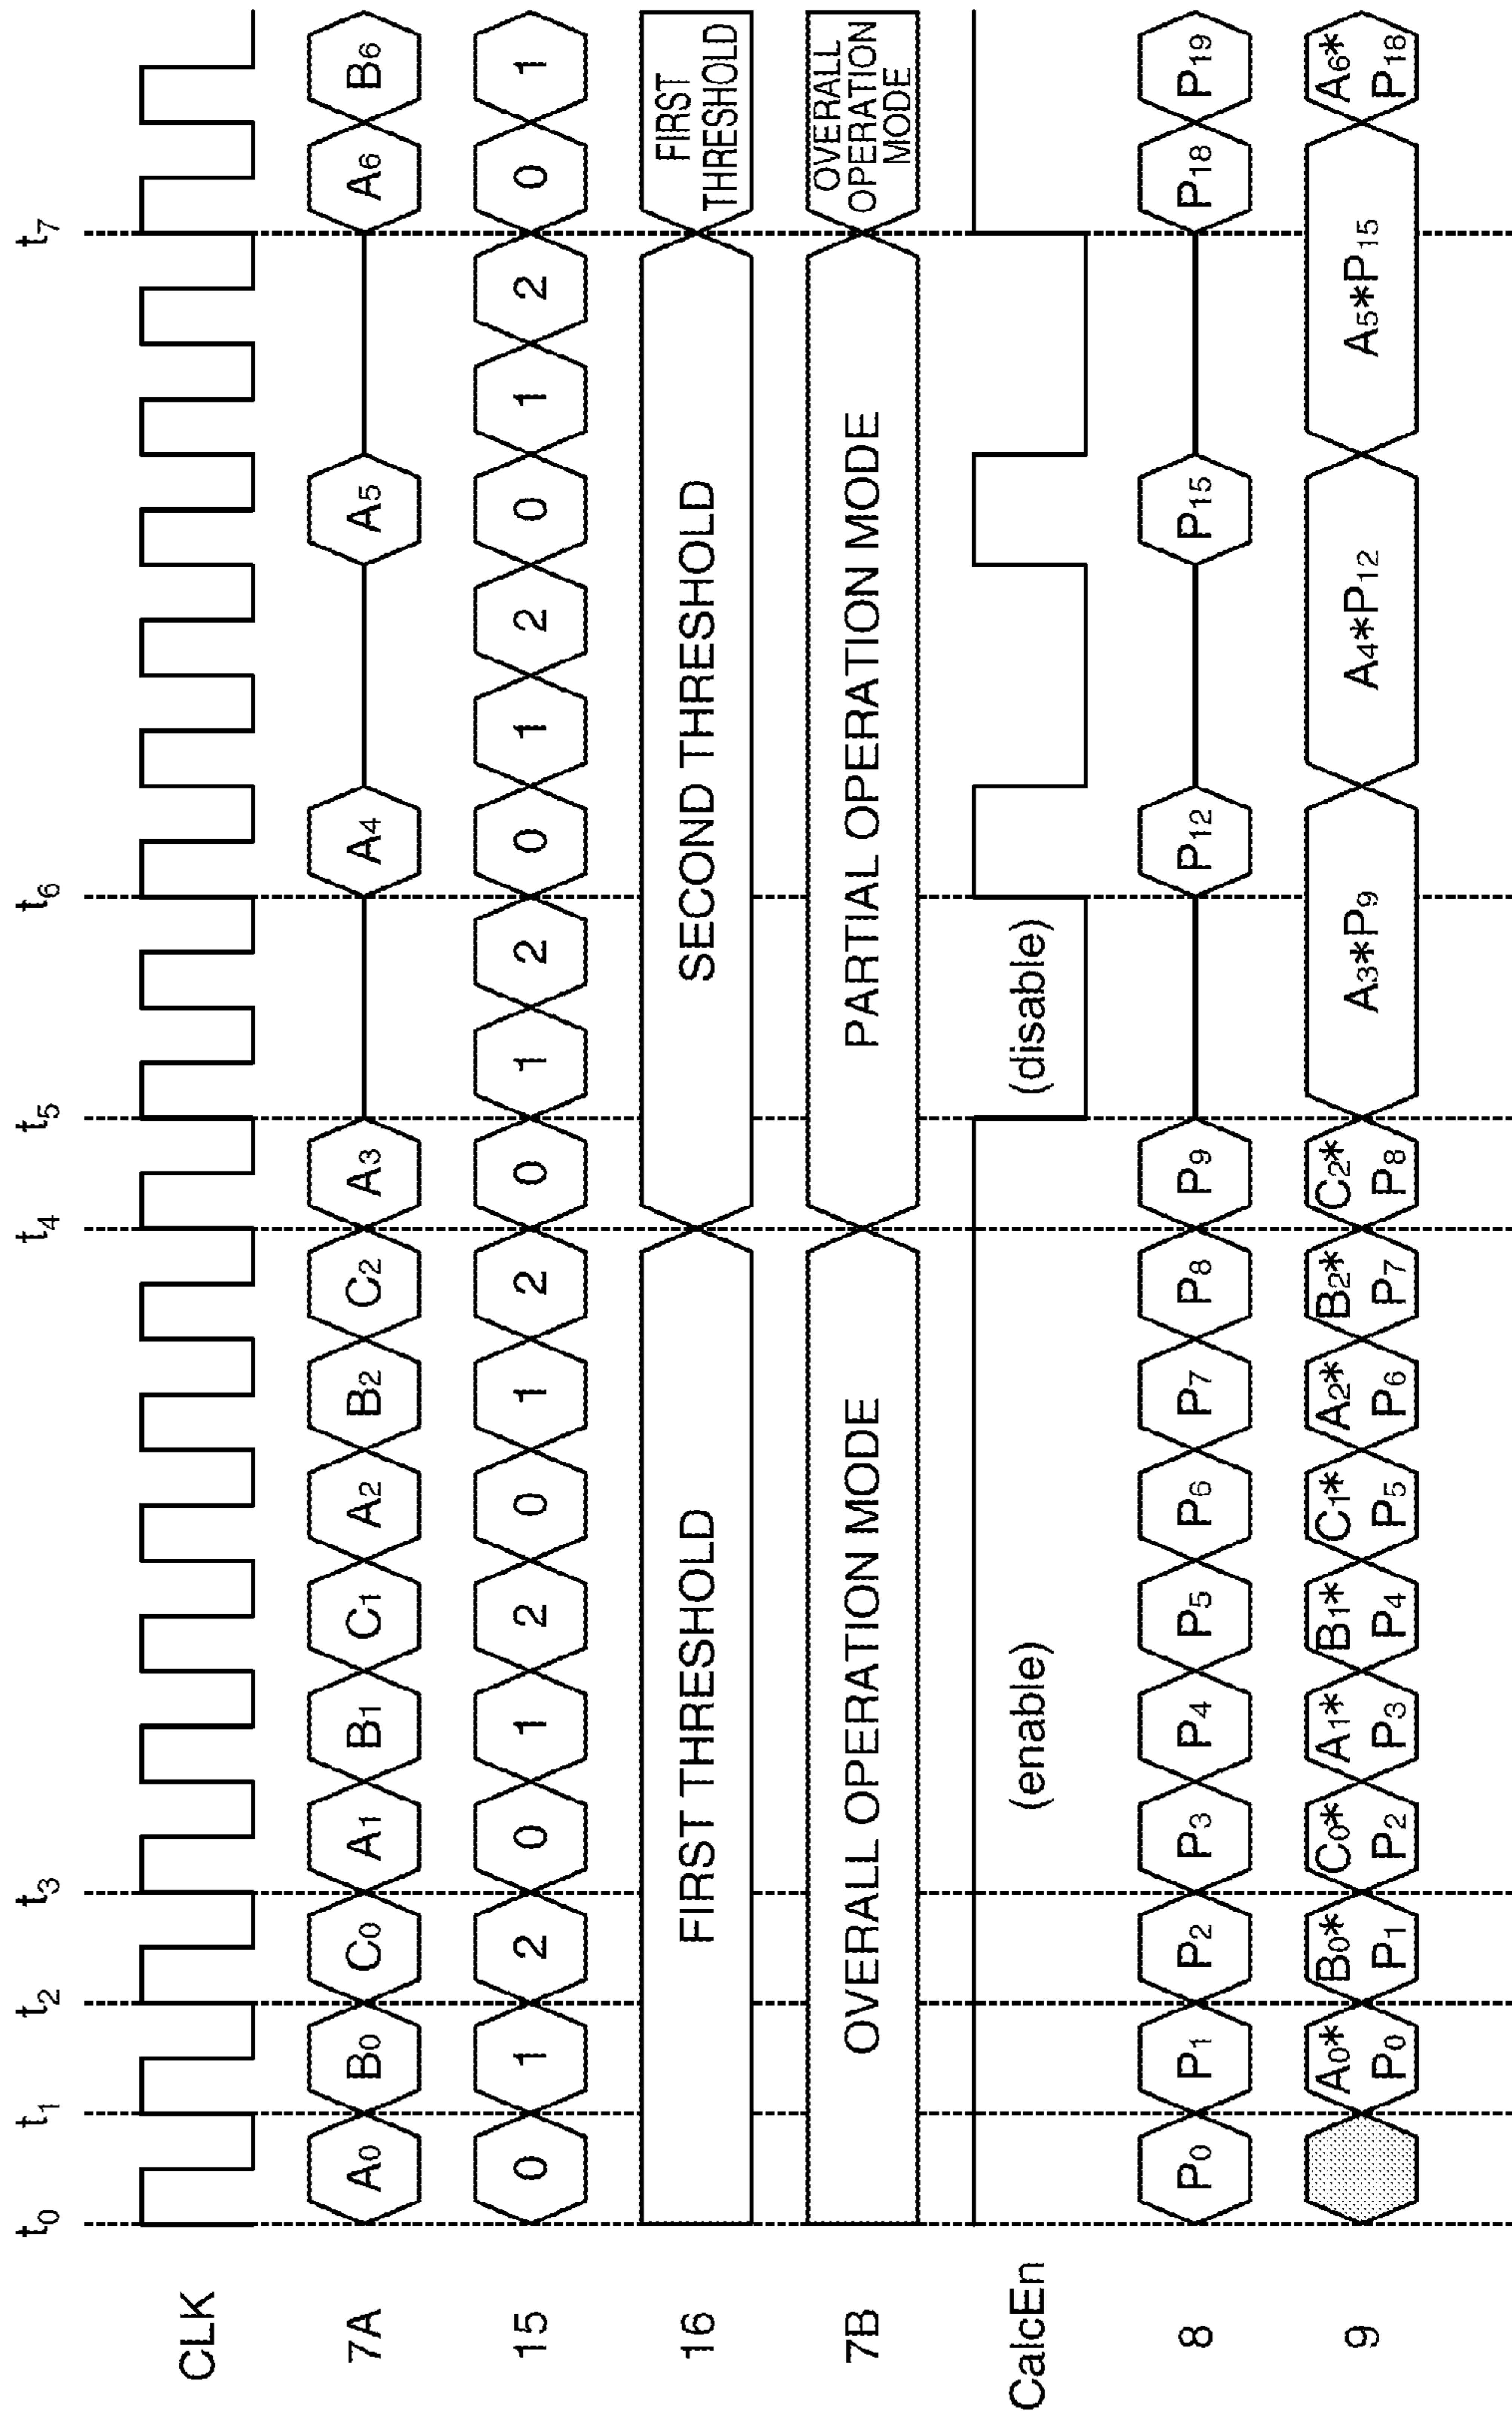 t0 t1 t2 t3 t4 t5 t6 t7
CLK
7A A0 B0 C0 A1 B1 C1 A2 B2 C2 A3 A4 A5 A6 B6
15 0 1 2 0 1 2 0 1 2 0 1 2 0 1 2 0 1 2 0 1
16 FIRST THRESHOLD SECOND THRESHOLD FIRST
THRESHOLD
7B OVERALL OPERATION MODE PARTIAL OPERATION MODE OVERALL
OPERATION
MODE
CalcEn (enable) (disable)
8 P0 P1 P2 P3 P4 P5 P6 P7 P8 P9 P12 P15 P18 P19
9 A0* B0* C0* A1* B1* C1* A2* B2* C2* A3*P9 A4*P12 A5*P15 A6*
P0 P1 P2 P3 P4 P5 P6 P7 P8 P18